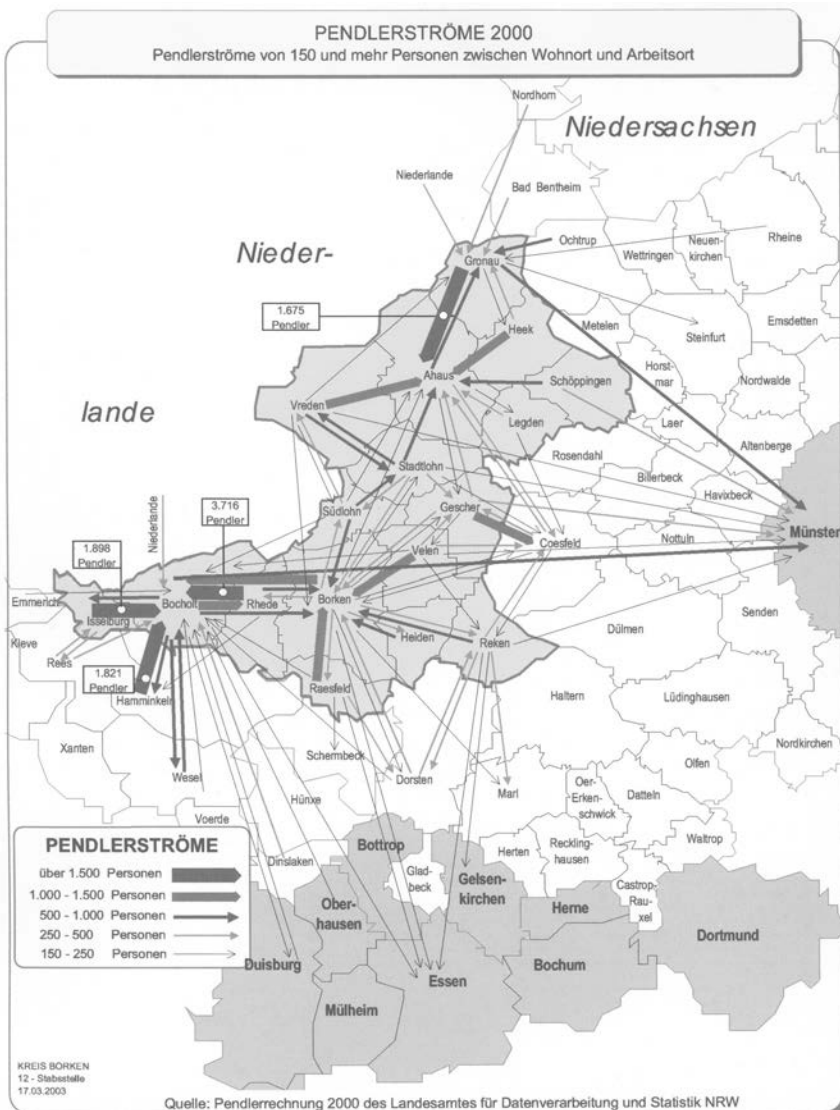 PENDLERSTRÖME 2000
Pendlerströme von 150 und mehr Personen zwischen Wohnort und Arbeitsort
Nordhorn
Niedersachsen
Niederlande
Bad Bentheim
Nieder-
Ochtrup
Wettringen
Neuen-
kirchen
Rheine
Gronau
1.675
Pendler
Heek
Metelen
Steinfurt
Emsdetten
Ahaus
Schöppingen
Horst-
mar
Nordwalde
lande
Vreden
Legden
Laer
Altenberge
Rosendahl
Stadtlohn
Billerbeck
Havixbeck
3.716
Pendler
Südlohn
Gescher
Münster
Niederlande
Coesfeld
Nottuln
1.898
Pendler
Velen
Emmerich
Bocholt
Rhede
Borken
Isselburg
Senden
Kleve
Rees
Heiden
Reken
Dülmen
1.821
Pendler
Raesfeld
Hamminkeln
Haltern
Lüdinghausen
Xanten
Schermbeck
Nordkirchen
Wesel
Dorsten
Marl
Olfen
Hünxe
Oer-
Erken-
schwick
Datteln
Voerde
Waltrop
PENDLERSTRÖME
über 1.500 Personen
1.000 - 1.500 Personen
500 - 1.000 Personen
250 - 500 Personen
150 - 250 Personen
Dinslaken
Bottrop
Glad-
beck
Herten
Reckling-
hausen
Gelsen-
kirchen
Castrop-
Rau-
xel
Ober-
hausen
Herne
Dortmund
Duisburg
Essen
Bochum
Mülheim
KREIS BORKEN
12 - Stabsstelle
17.03.2003
Quelle: Pendlerrechnung 2000 des Landesamtes für Datenverarbeitung und Statistik NRW